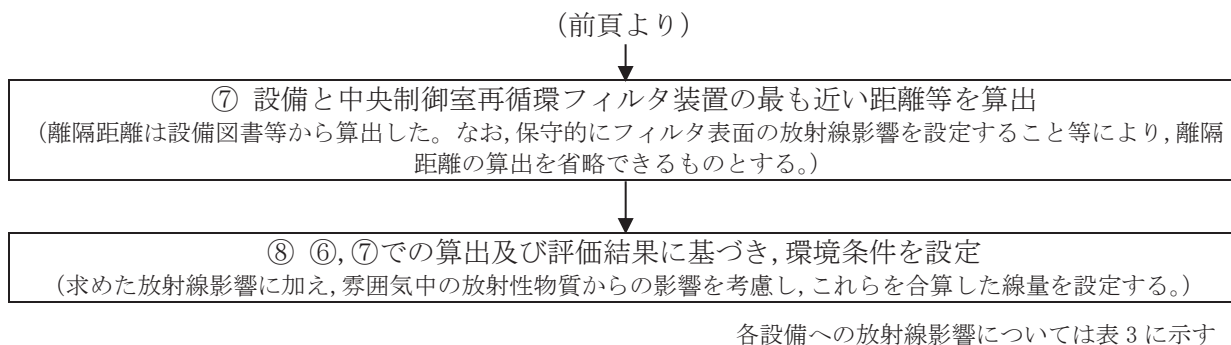 (前頁より)
⑦ 設備と中央制御室再循環フィルタ装置の最も近い距離等を算出
(離隔距離は設備図書等から算出した。なお,保守的にフィルタ表面の放射線影響を設定すること等により,離隔
距離の算出を省略できるものとする。)
⑧ ⑥,⑦での算出及び評価結果に基づき,環境条件を設定
(求めた放射線影響に加え,雰囲気中の放射性物質からの影響を考慮し,これらを合算した線量を設定する。)
各設備への放射線影響については表 3 に示す